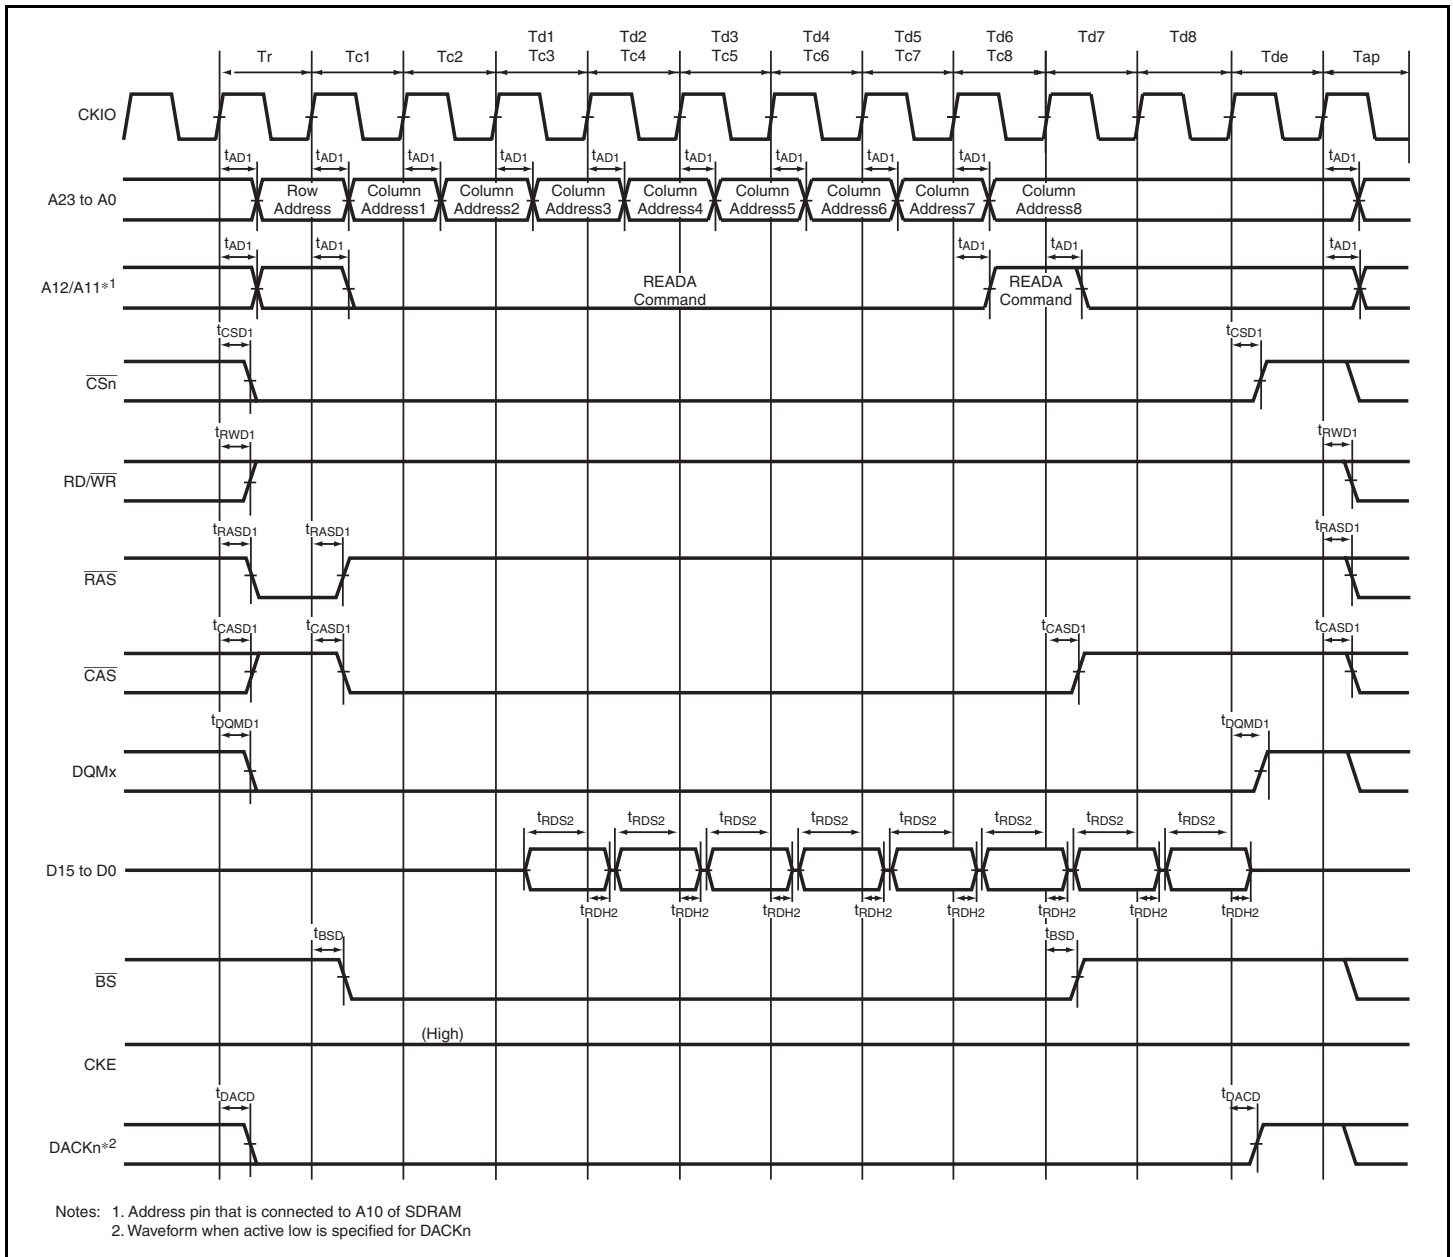 Td1 Td2 Td3 Td4 Td5 Td6 Td7 Td8
Tr Tc1 Tc2 Tc3 Tc4 Tc5 Tc6 Tc7 Tc8 Tde Tap
CKIO
tAD1 tAD1 tAD1 tAD1 tAD1 tAD1 tAD1 tAD1 tAD1 tAD1
A23 to A0
Row Address
Column Address1
Column Address2
Column Address3
Column Address4
Column Address5
Column Address6
Column Address7
Column Address8
tAD1 tAD1 tAD1 tAD1 tAD1
A12/A11*1
READA Command
READA Command
tCSD1 tCSD1
CSn
tRWD1 tRWD1
RD/WR
tRASD1 tRASD1 tRASD1
RAS
tCASD1 tCASD1 tCASD1 tCASD1
CAS
tDQMD1 tDQMD1
DQMx
tRDS2 tRDS2 tRDS2 tRDS2 tRDS2 tRDS2 tRDS2 tRDS2
D15 to D0
tRDH2 tRDH2 tRDH2 tRDH2 tRDH2 tRDH2 tRDH2 tRDH2
tBSD tBSD
BS
(High)
CKE
tDACD tDACD
DACKn*2
Notes: 1. Address pin that is connected to A10 of SDRAM
2. Waveform when active low is specified for DACKn